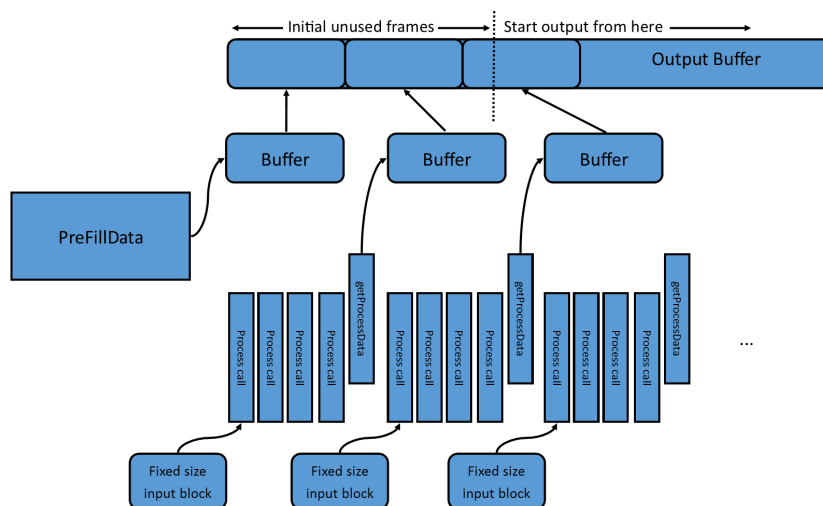 Initial unused frames
Start output from here
Output Buffer
Buffer
Buffer
Buffer
PreFillData
Process call
Process call
Process call
Process call
getProcessData
Process call
Process call
Process call
Process call
getProcessData
Process call
Process call
Process call
Process call
getProcessData
...
Fixed size
input block
Fixed size
input block
Fixed size
input block